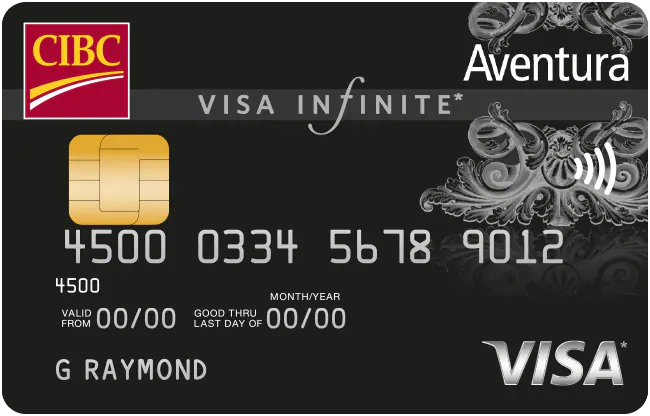 CIBC
Aventura
VISA INFINITE*
4500 0334 5678 9012
4500
MONTH/YEAR
VALID FROM 00/00 GOOD THRU LAST DAY OF 00/00
G RAYMOND
VISA*